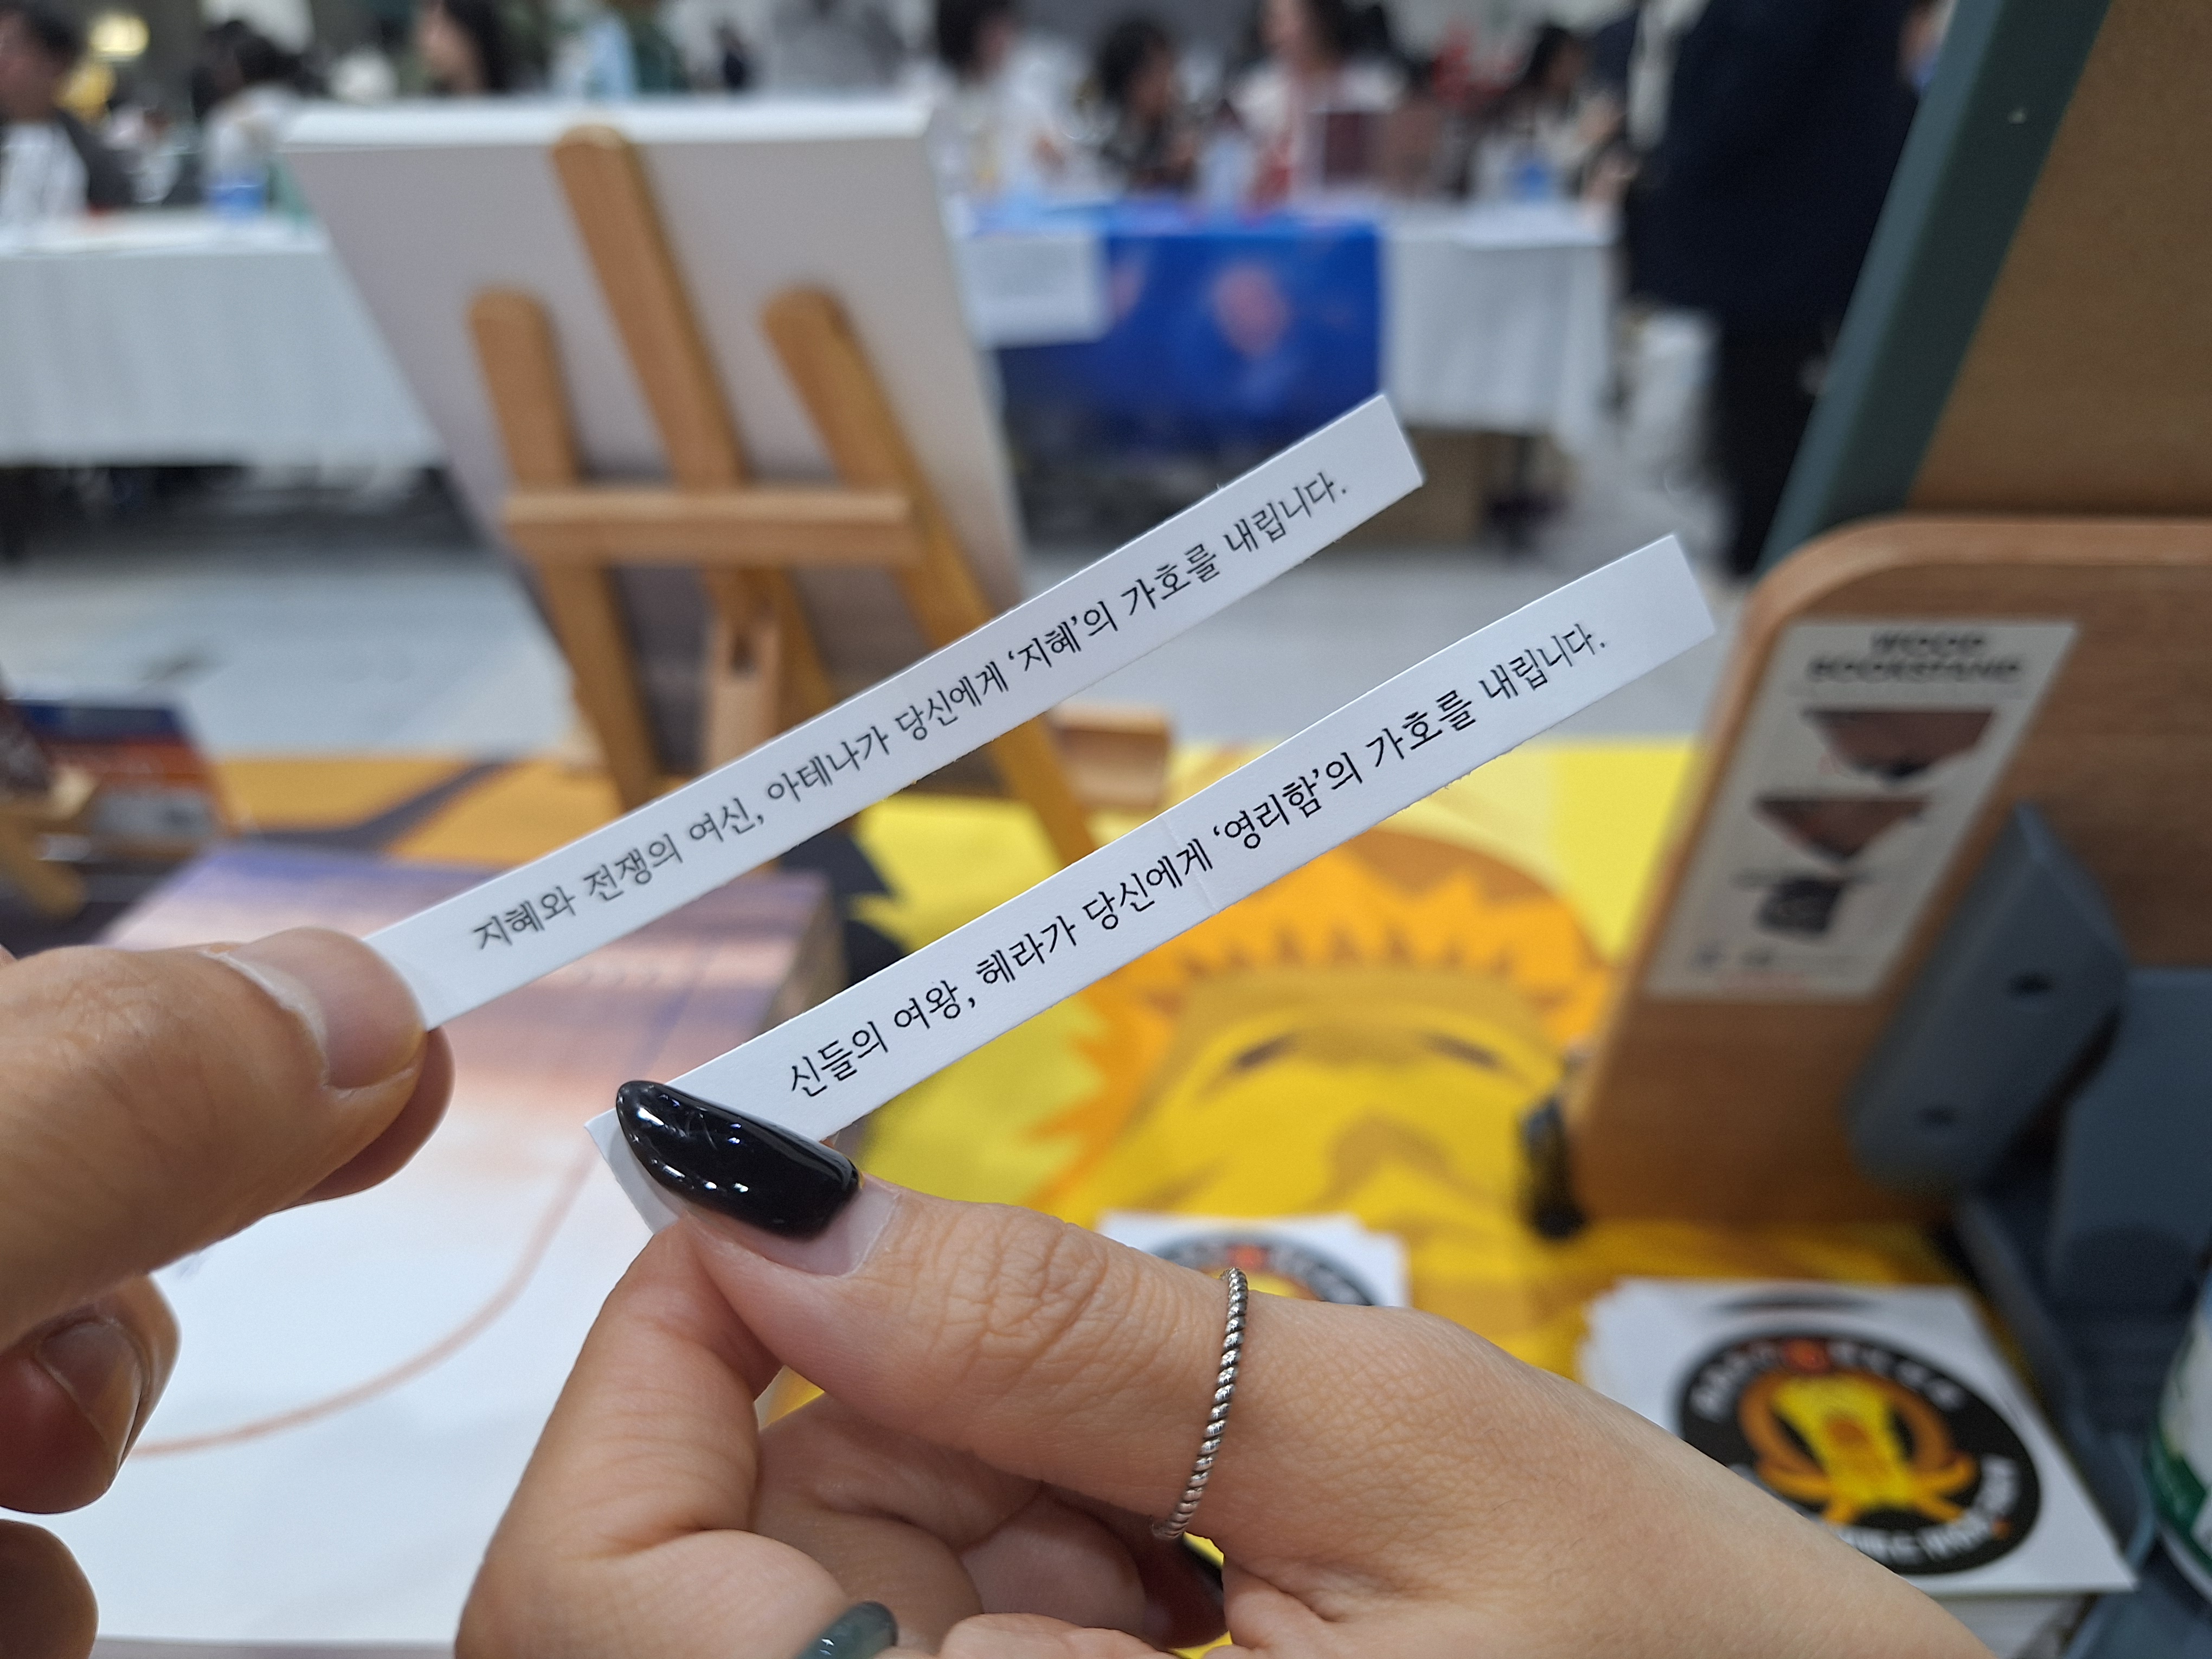 지혜와 전쟁의 여신, 아테나가 당신에게 ‘지혜’의 가호를 내립니다.
신들의 여왕, 헤라가 당신에게 ‘영리함’의 가호를 내립니다.
WOOD
BOOKSTAND